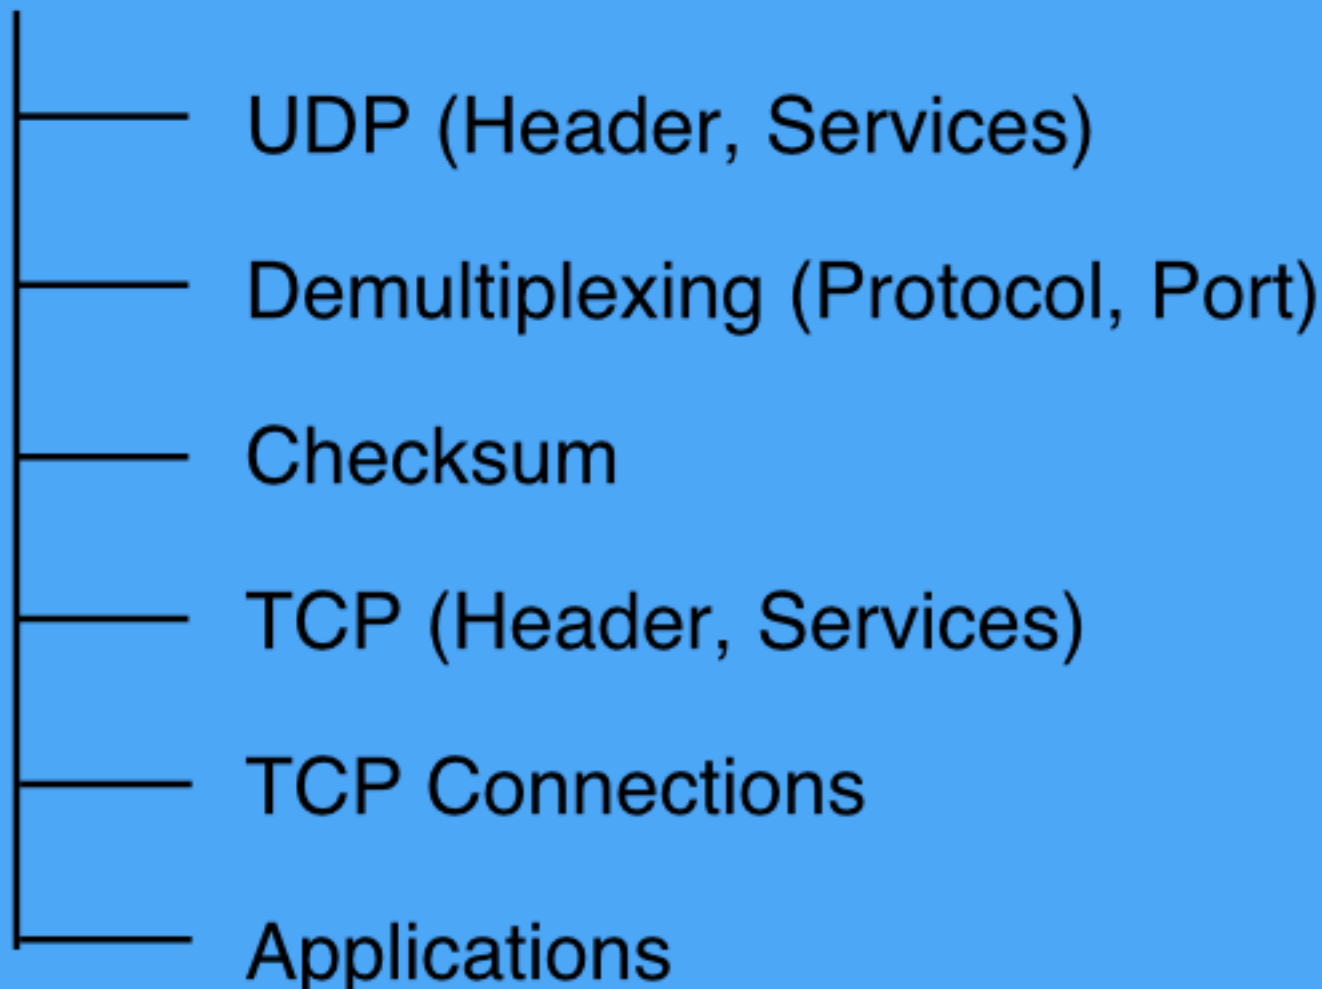 UDP (Header, Services)
Demultiplexing (Protocol, Port)
Checksum
TCP (Header, Services)
TCP Connections
Applications